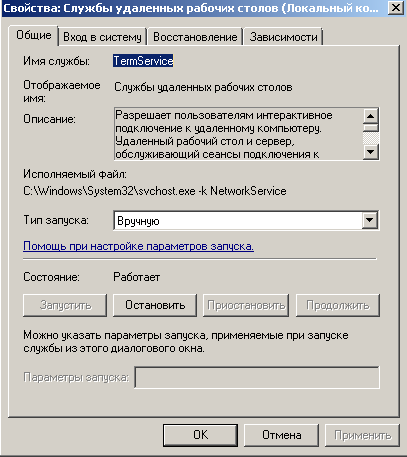 Свойства: Службы удаленных рабочих столов (Локальный ко...
Общие
Вход в систему
Восстановление
Зависимости
Имя службы:
TermService
Отображаемое
имя:
Службы удаленных рабочих столов
Описание:
Разрешает пользователям интерактивное
подключение к удаленному компьютеру.
Удаленный рабочий стол и сервер,
обслуживающий сеансы подключения к
Исполняемый файл:
C:\Windows\System32\svchost.exe -k NetworkService
Тип запуска:
Вручную
Помощь при настройке параметров запуска.
Состояние:
Работает
Запустить
Остановить
Приостановить
Продолжить
Можно указать параметры запуска, применяемые при запуске
службы из этого диалогового окна.
Параметры запуска:
OK
Отмена
Применить